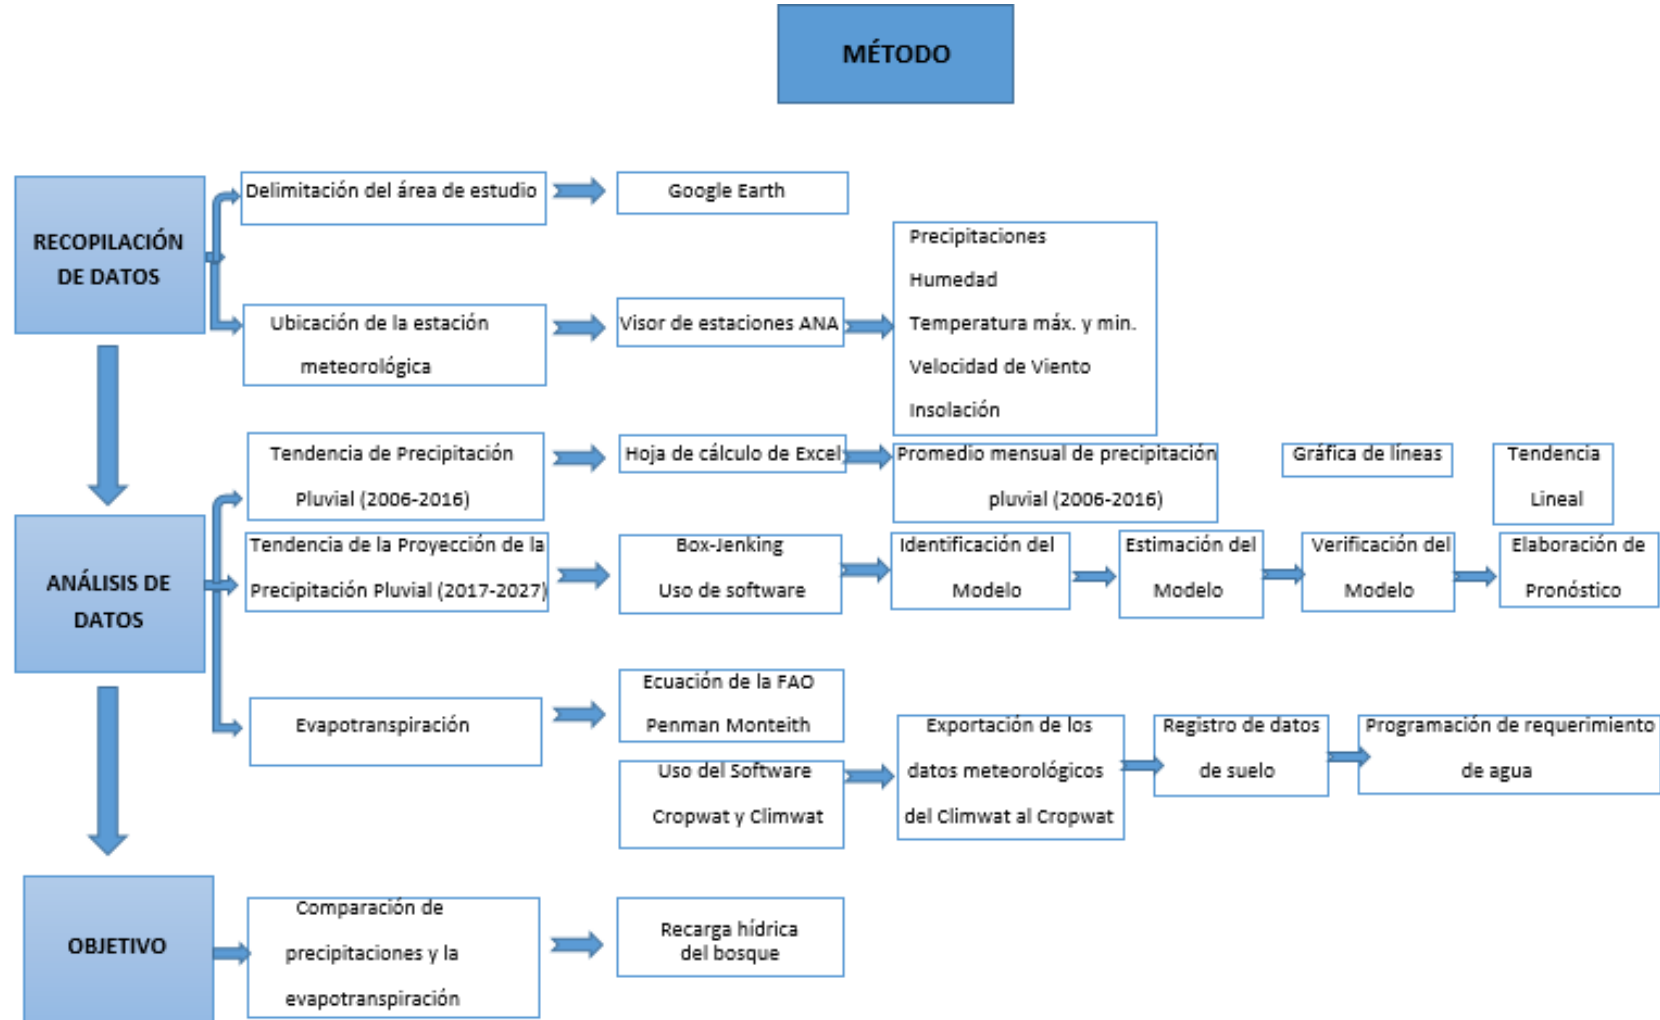 MÉTODO
RECOPILACIÓN
DE DATOS
Delimitación del área de estudio
Google Earth
Ubicación de la estación
meteorológica
Visor de estaciones ANA
Precipitaciones
Humedad
Temperatura máx. y min.
Velocidad de Viento
Insolación
ANÁLISIS DE
DATOS
Tendencia de Precipitación
Pluvial (2006-2016)
Hoja de cálculo de Excel
Promedio mensual de precipitación
pluvial (2006-2016)
Gráfica de líneas
Tendencia
Lineal
Tendencia de la Proyección de la
Precipitación Pluvial (2017-2027)
Box-Jenking
Uso de software
Identificación del
Modelo
Estimación del
Modelo
Verificación del
Modelo
Elaboración de
Pronóstico
Evapotranspiración
Ecuación de la FAO
Penman Monteith
Uso del Software
Cropwat y Climwat
Exportación de los
datos meteorológicos
del Climwat al Cropwat
Registro de datos
de suelo
Programación de requerimiento
de agua
OBJETIVO
Comparación de
precipitaciones y la
evapotranspiración
Recarga hídrica
del bosque